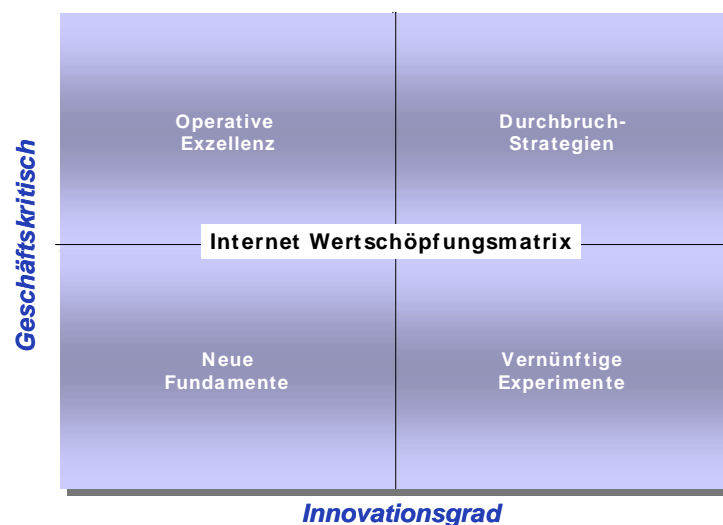 Operative
Exzellenz
Durchbruch-
Strategien
Geschäftskritisch
Internet Wertschöpfungsmatrix
Neue
Fundamente
Vernünftige
Experimente
Innovationsgrad